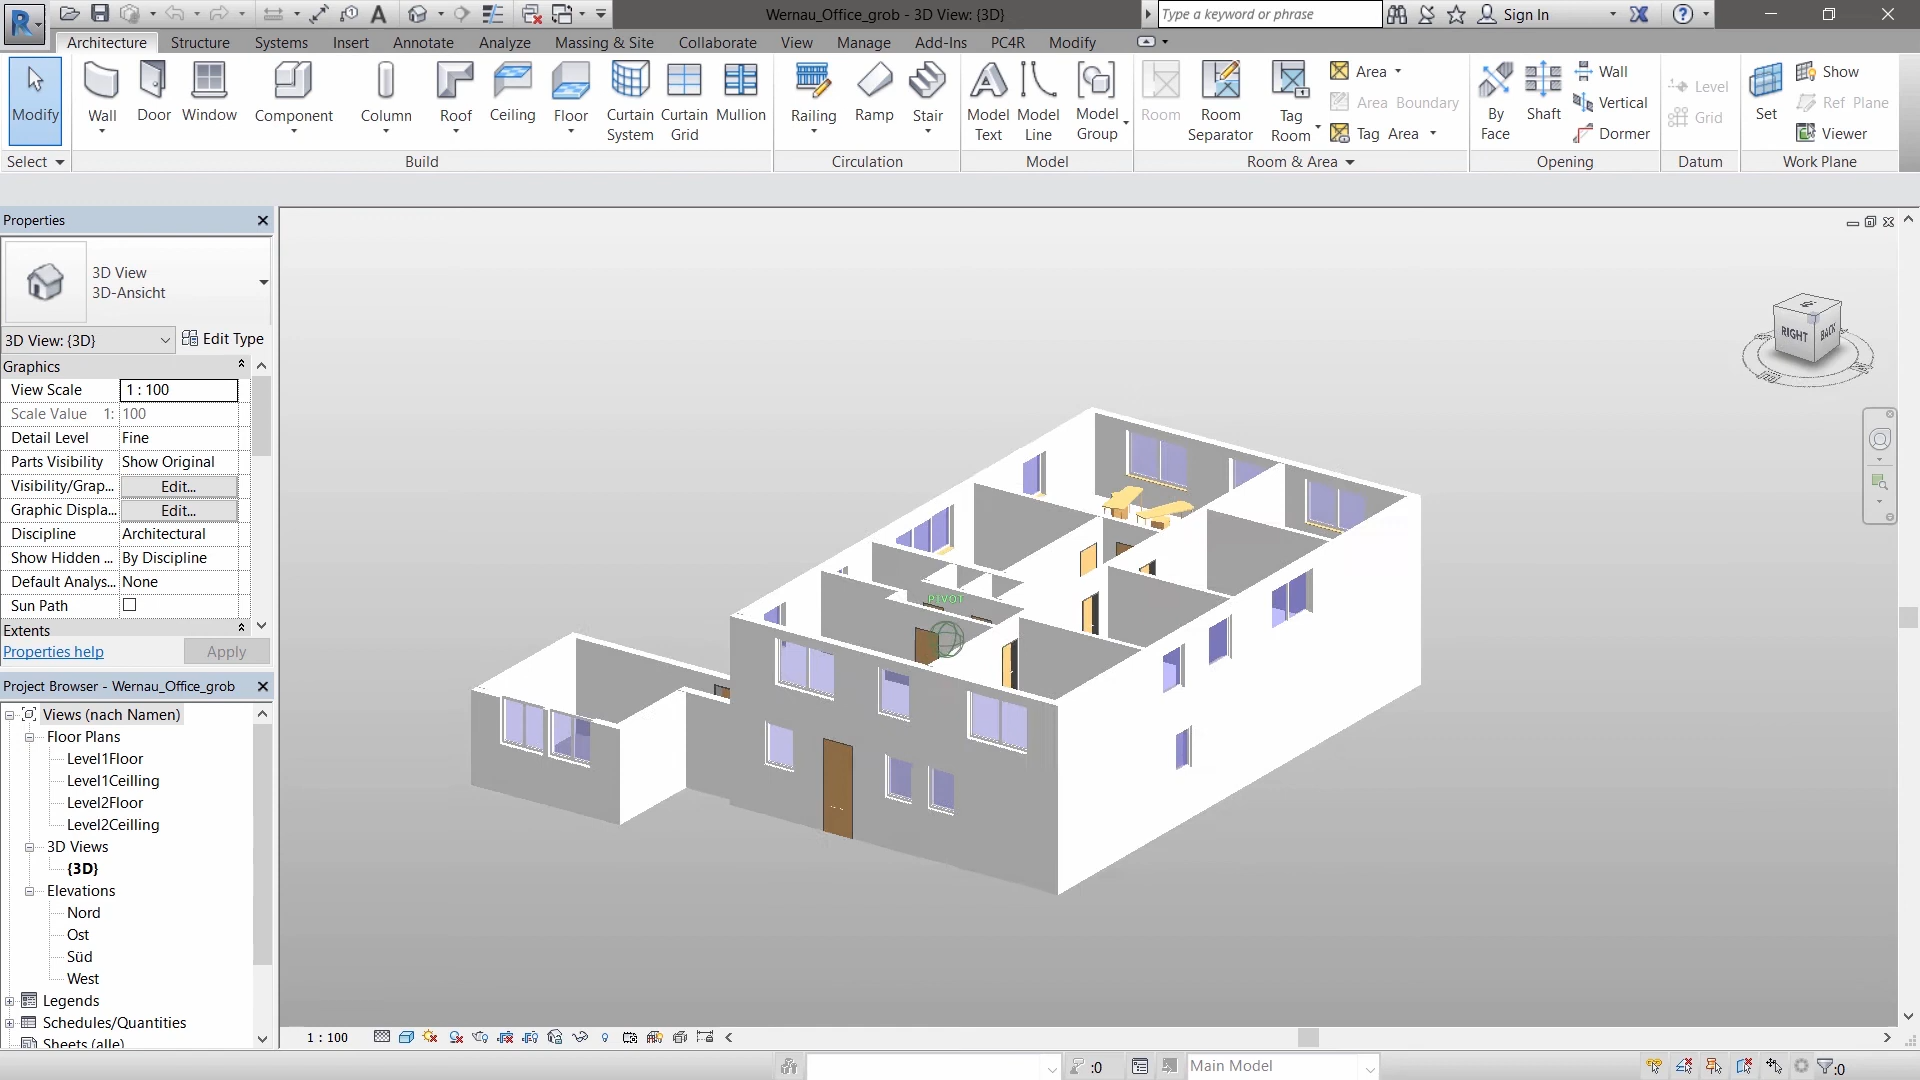 Wernau_Office_grob - 3D View: {3D}
Type a keyword or phrase
Sign In
Architecture Structure Systems Insert Annotate Analyze Massing & Site Collaborate View Manage Add-Ins PC4R Modify
Modify
Wall
Door
Window
Component
Column
Roof
Ceiling
Floor
Curtain System
Curtain Grid
Mullion
Railing
Ramp
Stair
Model Text
Model Line
Model Group
Room
Room Separator
Tag Room
Area
Area Boundary
Tag Area
By Face
Shaft
Wall
Vertical
Dormer
Level
Grid
Set
Show
Ref Plane
Viewer
Select
Build
Circulation
Model
Room & Area
Opening
Datum
Work Plane
Properties
3D View
3D-Ansicht
3D View: {3D}
Edit Type
Graphics
View Scale 1 : 100
Scale Value 1: 100
Detail Level Fine
Parts Visibility Show Original
Visibility/Grap... Edit...
Graphic Displa... Edit...
Discipline Architectural
Show Hidden ... By Discipline
Default Analys... None
Sun Path
Extents
Properties help
Apply
Project Browser - Wernau_Office_grob
Views (nach Namen)
Floor Plans
Level1Floor
Level1Ceilling
Level2Floor
Level2Ceilling
3D Views
{3D}
Elevations
Nord
Ost
Süd
West
Legends
Schedules/Quantities
Sheets (alle)
PIVOT
RIGHT
BACK
1 : 100
:0
Main Model
:0